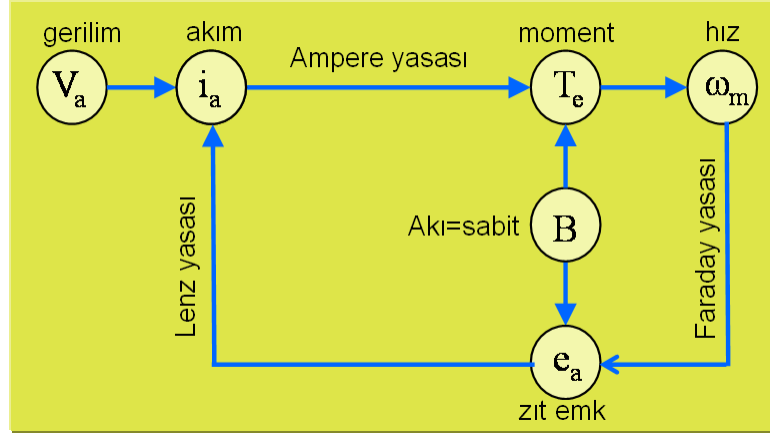 gerilim
akım
moment
hız
Ampere yasası
Va
ia
Te
ωm
Akı=sabit
B
Lenz yasası
Faraday yasası
ea
zıt emk